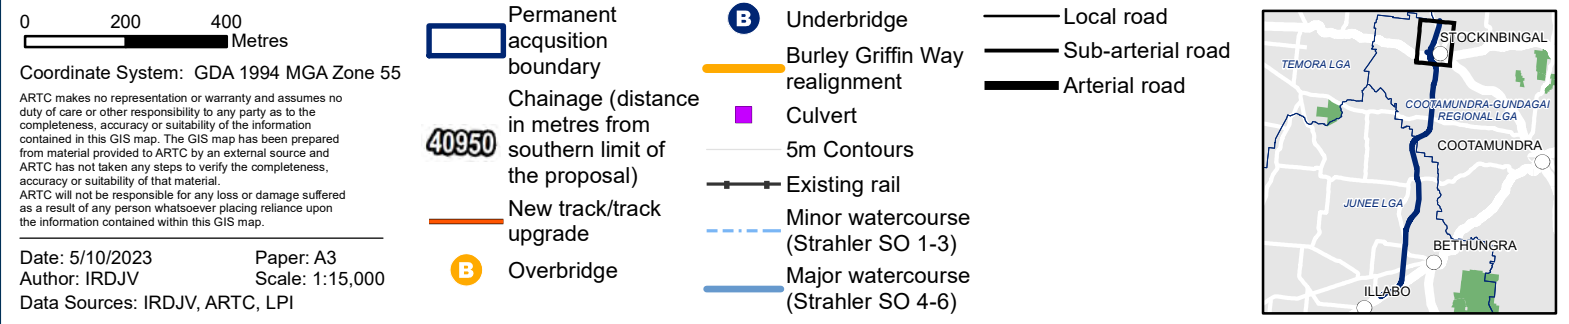 0 200 400
Metres
Coordinate System: GDA 1994 MGA Zone 55
ARTC makes no representation or warranty and assumes no
duty of care or other responsibility to any party as to the
completeness, accuracy or suitability of the information
contained in this GIS map. The GIS map has been prepared
from material provided to ARTC by an external source and
ARTC has not taken any steps to verify the completeness,
accuracy or suitability of that material.
ARTC will not be responsible for any loss or damage suffered
as a result of any person whatsoever placing reliance upon
the information contained within this GIS map.
Date: 5/10/2023 Paper: A3
Author: IRDJV Scale: 1:15,000
Data Sources: IRDJV, ARTC, LPI
Permanent
acqusition
boundary
40950
Chainage (distance
in metres from
southern limit of
the proposal)
New track/track
upgrade
B Overbridge
B Underbridge
Burley Griffin Way
realignment
Culvert
5m Contours
Existing rail
Minor watercourse
(Strahler SO 1-3)
Major watercourse
(Strahler SO 4-6)
Local road
Sub-arterial road
Arterial road
STOCKINBINGAL
TEMORA LGA
COOTAMUNDRA-GUNDAGAI
REGIONAL LGA
COOTAMUNDRA
JUNEE LGA
BETHUNGRA
ILLABO